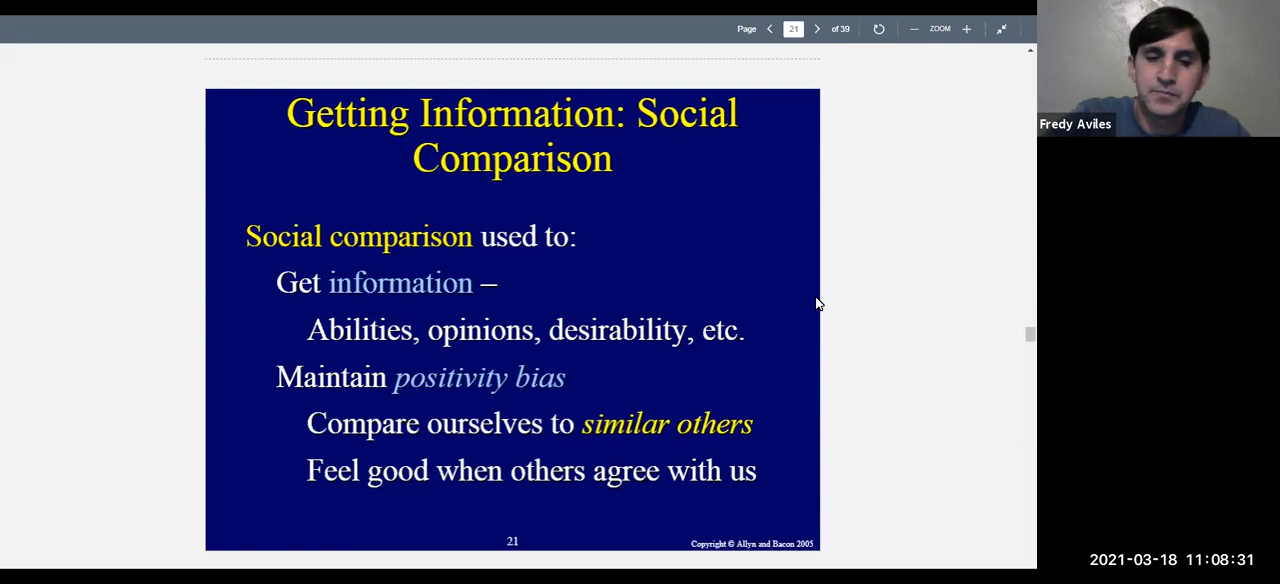 Page 21 of 39 ZOOM
Fredy Aviles
Getting Information: Social
Comparison
Social comparison used to:
Get information –
Abilities, opinions, desirability, etc.
Maintain positivity bias
Compare ourselves to similar others
Feel good when others agree with us
21
Copyright © Allyn and Bacon 2005
2021-03-18 11:08:31